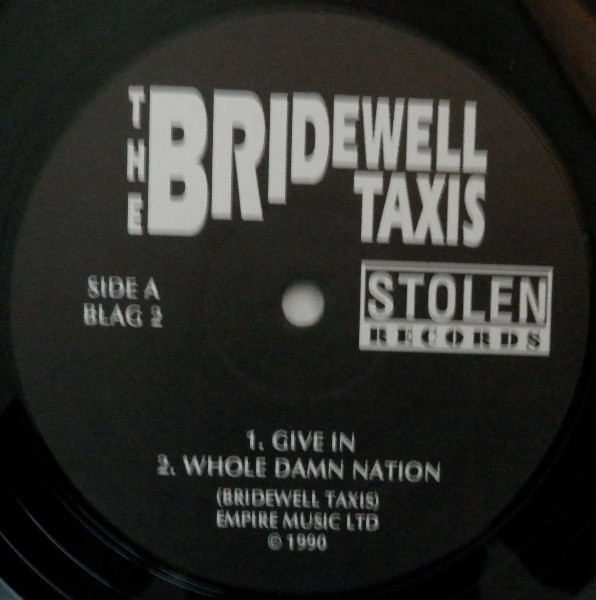 THE BRIDEWELL
TAXIS
SIDE A
BLAG 2
STOLEN
RECORDS
1. GIVE IN
2. WHOLE DAMN NATION
(BRIDEWELL TAXIS)
EMPIRE MUSIC LTD
© 1990